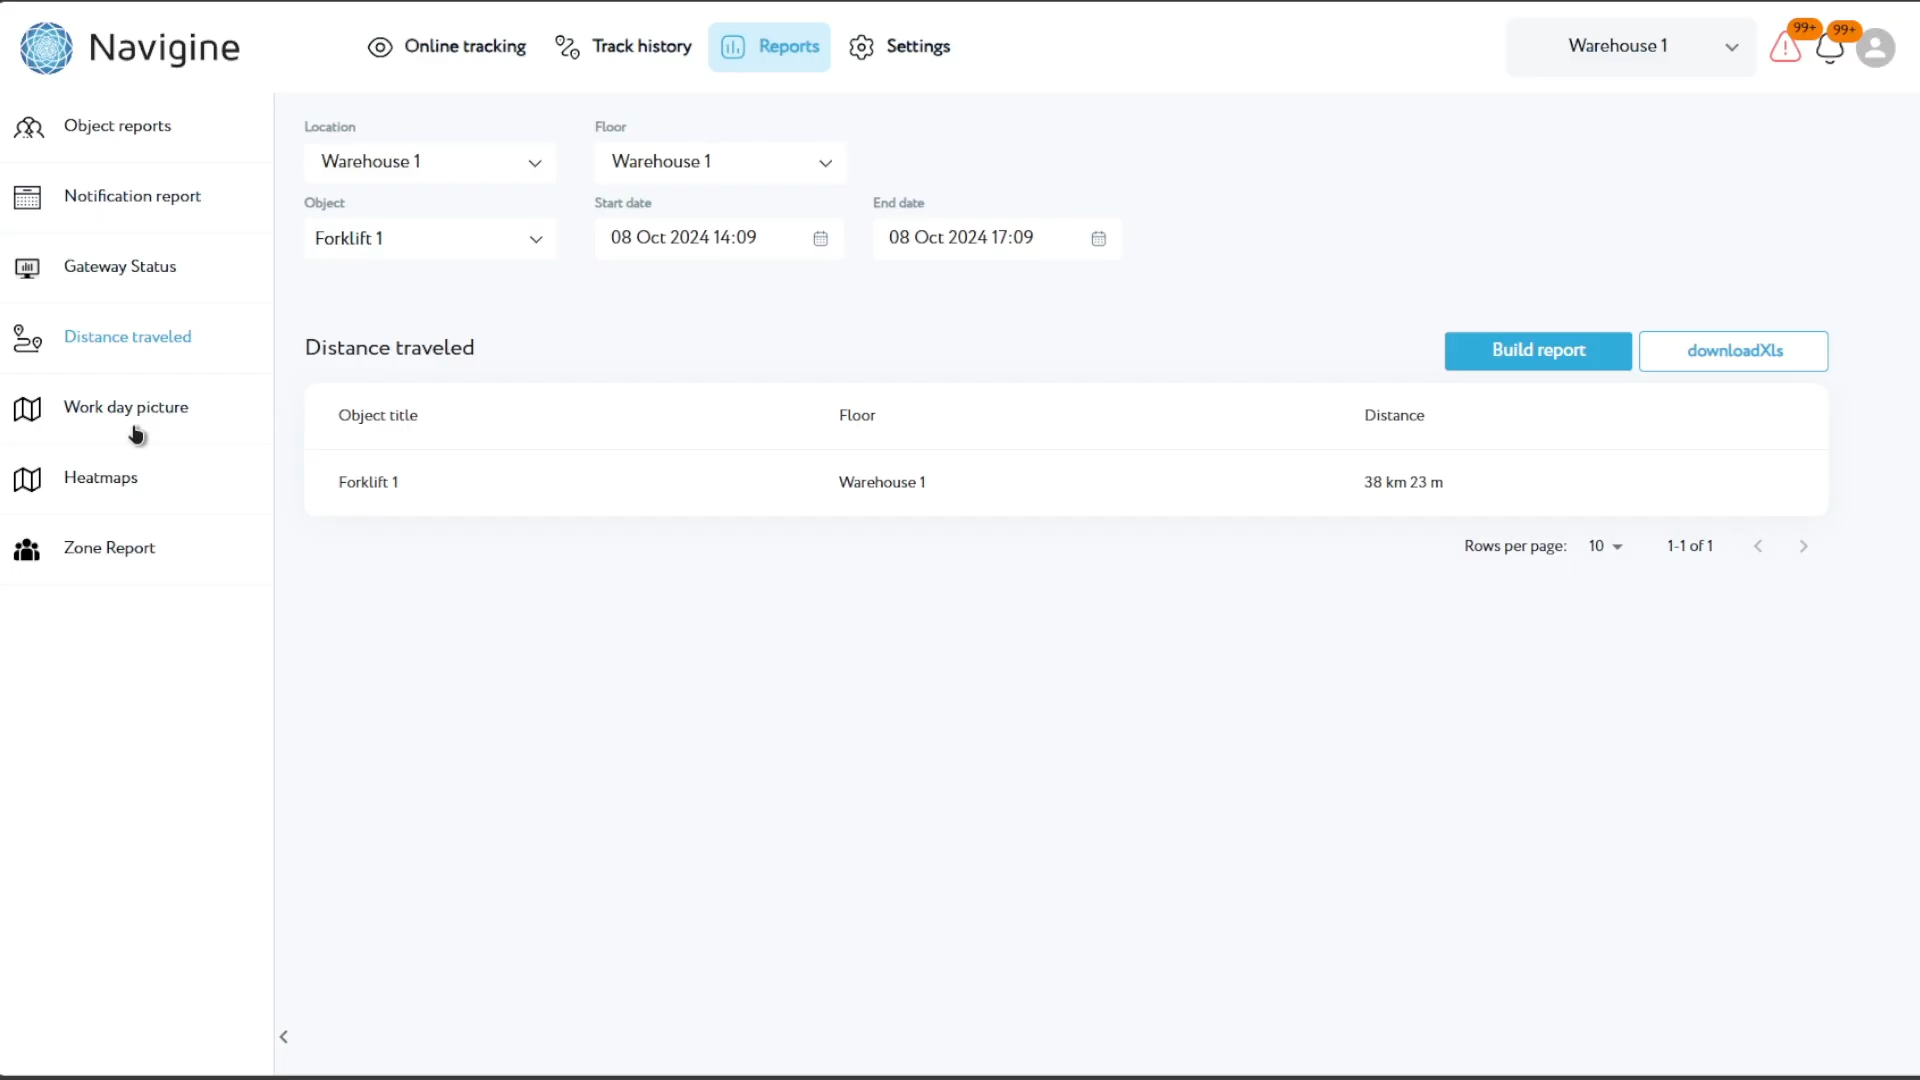 Navigine
Online tracking
Track history
Reports
Settings
Warehouse 1
99+
99+
Object reports
Notification report
Gateway Status
Distance traveled
Work day picture
Heatmaps
Zone Report
Location
Floor
Warehouse 1
Warehouse 1
Object
Start date
End date
Forklift 1
08 Oct 2024 14:09
08 Oct 2024 17:09
Distance traveled
Build report
downloadXls
Object title
Floor
Distance
Forklift 1
Warehouse 1
38 km 23 m
Rows per page:
10
1-1 of 1